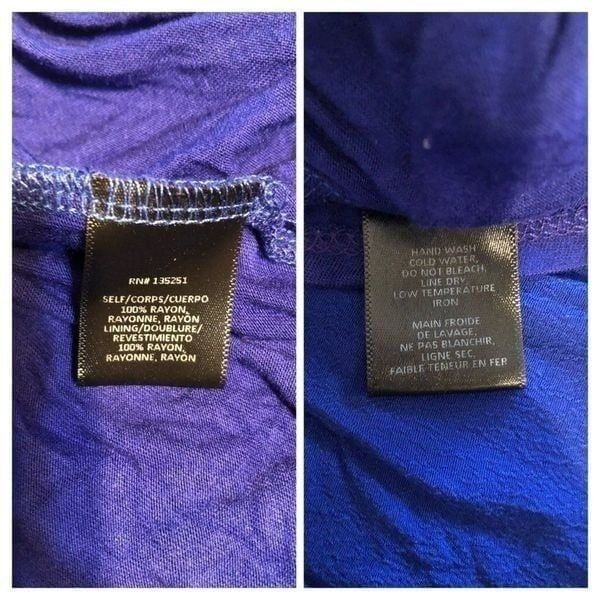 RN# 135251
SELF/CORPS/CUERPO
100% RAYON,
RAYONNE, RAYÓN
LINING/DOUBLURE/
REVESTIMIENTO
100% RAYON,
RAYONNE, RAYÓN
HAND WASH
COLD WATER,
DO NOT BLEACH,
LINE DRY
LOW TEMPERATURE
IRON
MAIN FROIDE
DE LAVAGE,
NE PAS BLANCHIR,
LIGNE SEC,
FAIBLE TENEUR EN FER